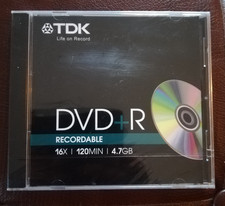 TDK
Life on Record
DVD+R
RECORDABLE
16X | 120MIN | 4.7GB